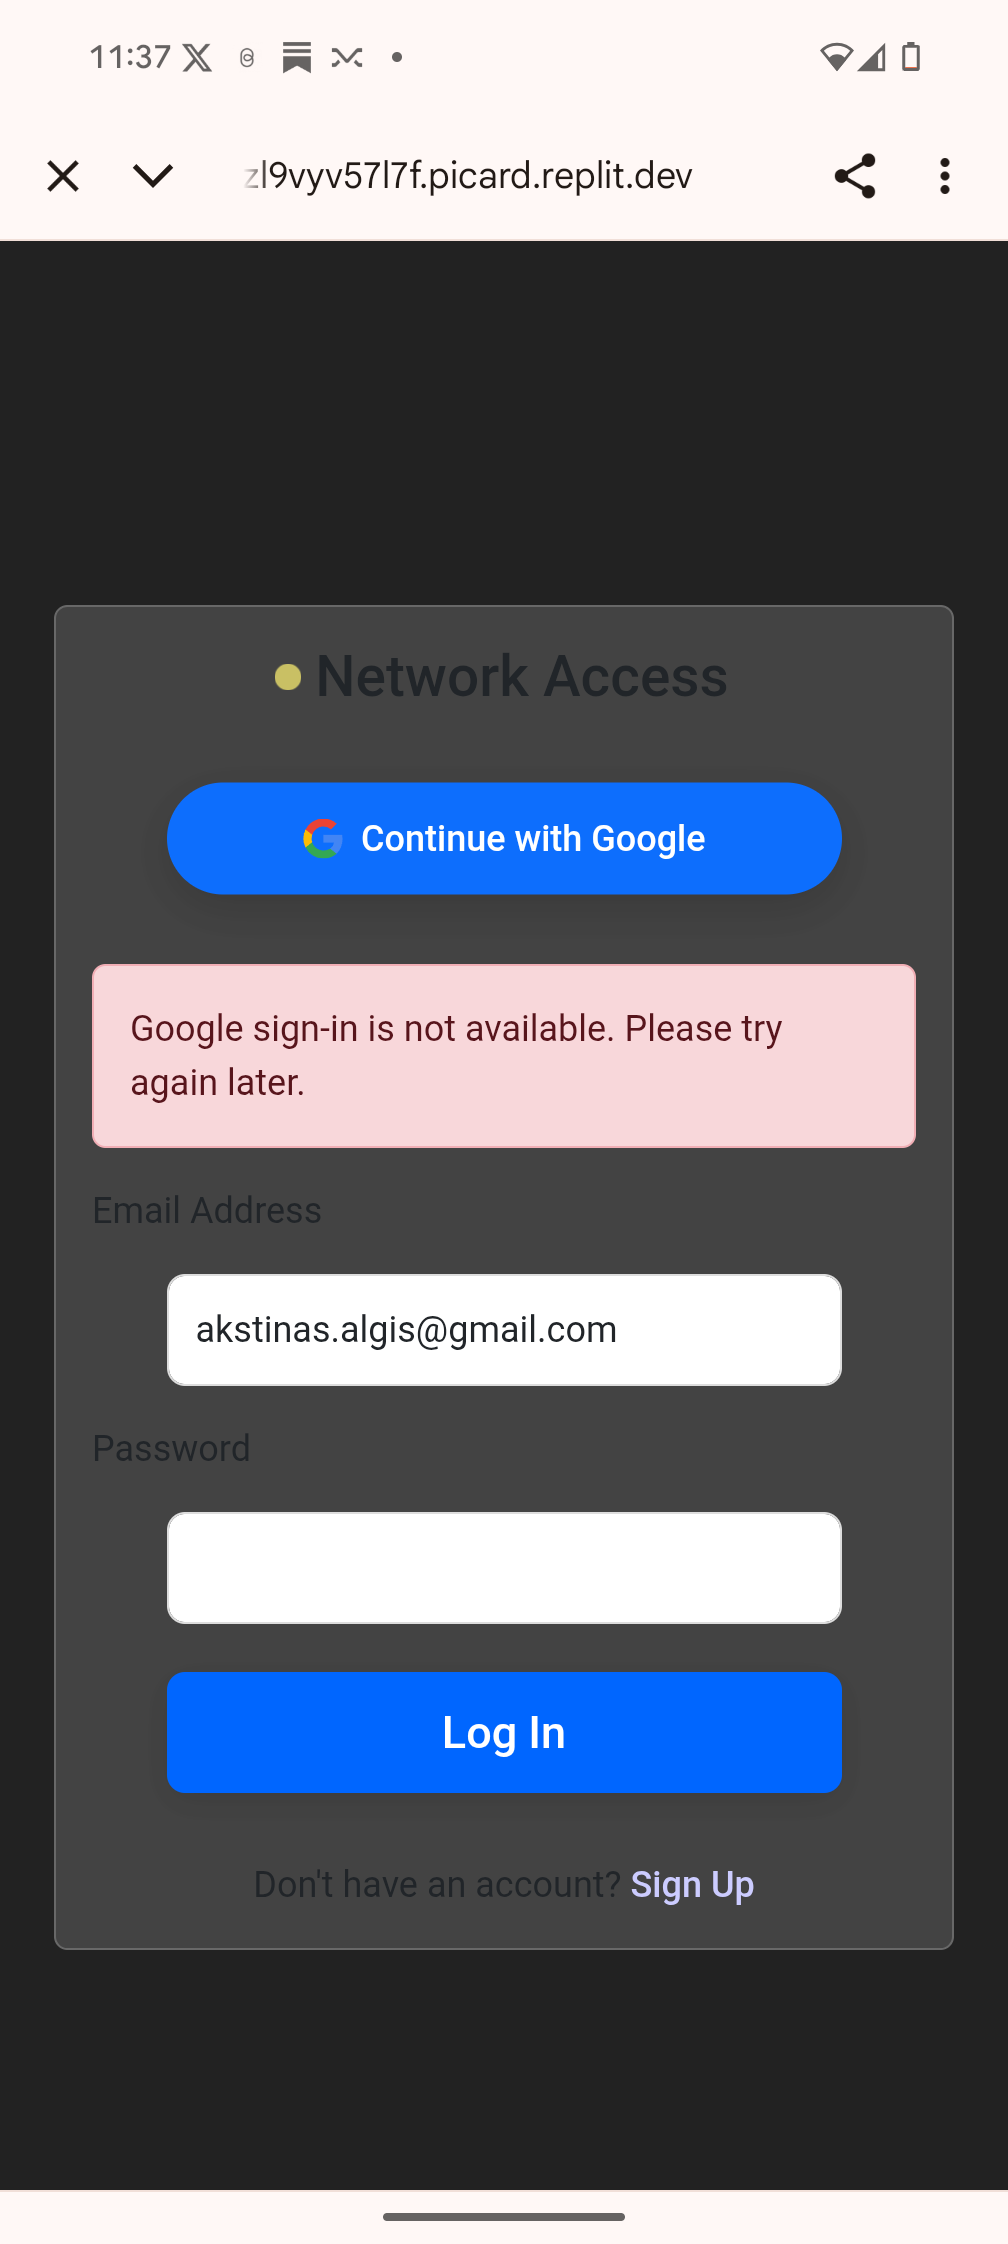 11:37
zl9vyv57l7f.picard.replit.dev
Network Access
Continue with Google
Google sign-in is not available. Please try
again later.
Email Address
akstinas.algis@gmail.com
Password
Log In
Don't have an account? Sign Up